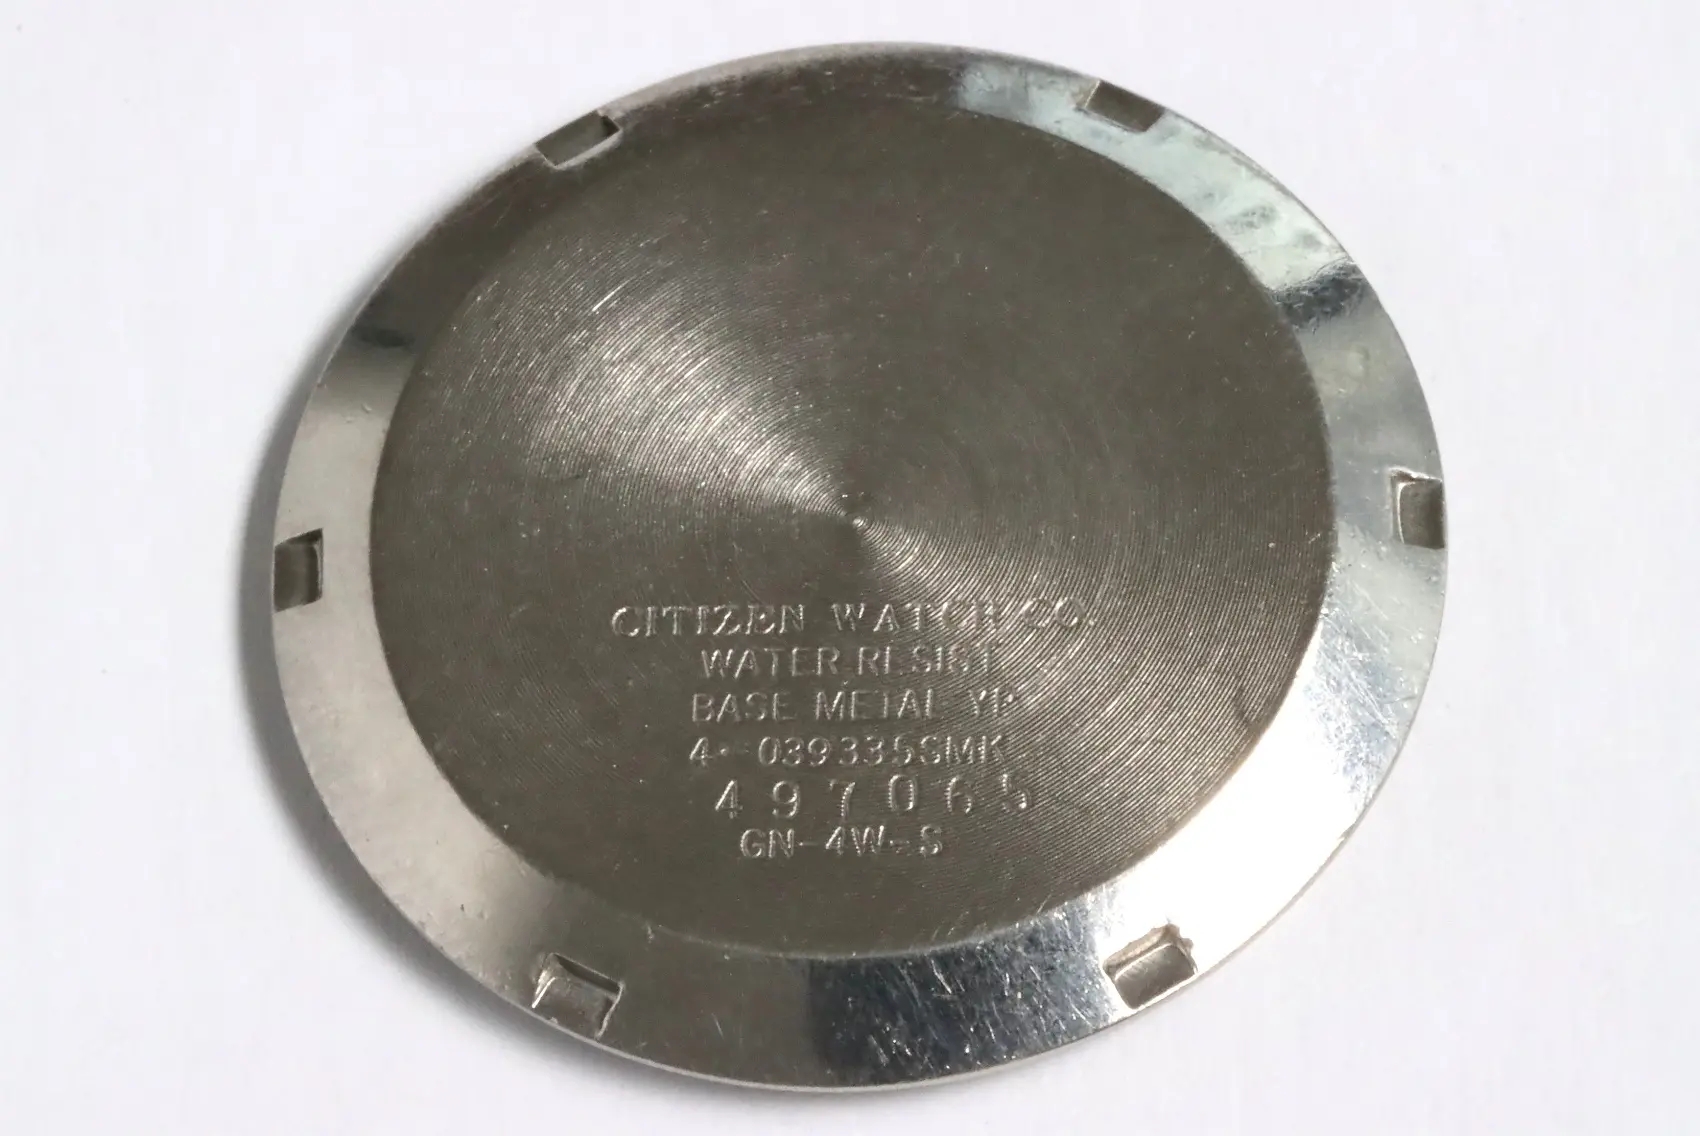 CITIZEN WATCH CO.
WATER RESIST
BASE METAL YP
4-039335SMK
497065
GN-4W-S